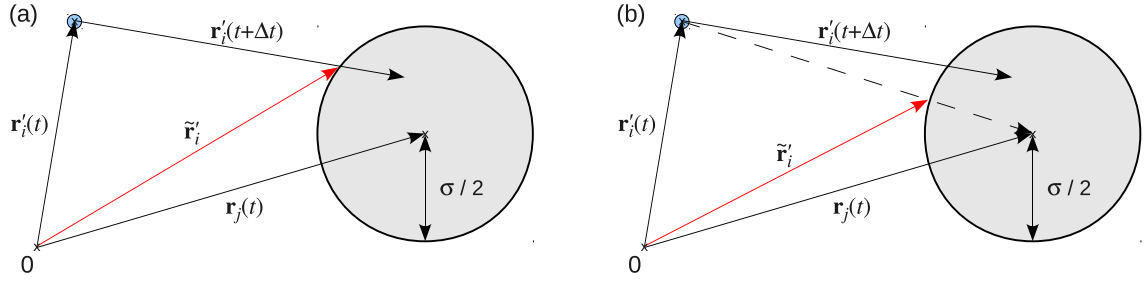 (a)
r′ᵢ(t+Δt)
r′ᵢ(t)
r̃′ᵢ
σ / 2
rⱼ(t)
0
(b)
r′ᵢ(t+Δt)
r′ᵢ(t)
r̃′ᵢ
σ / 2
rⱼ(t)
0